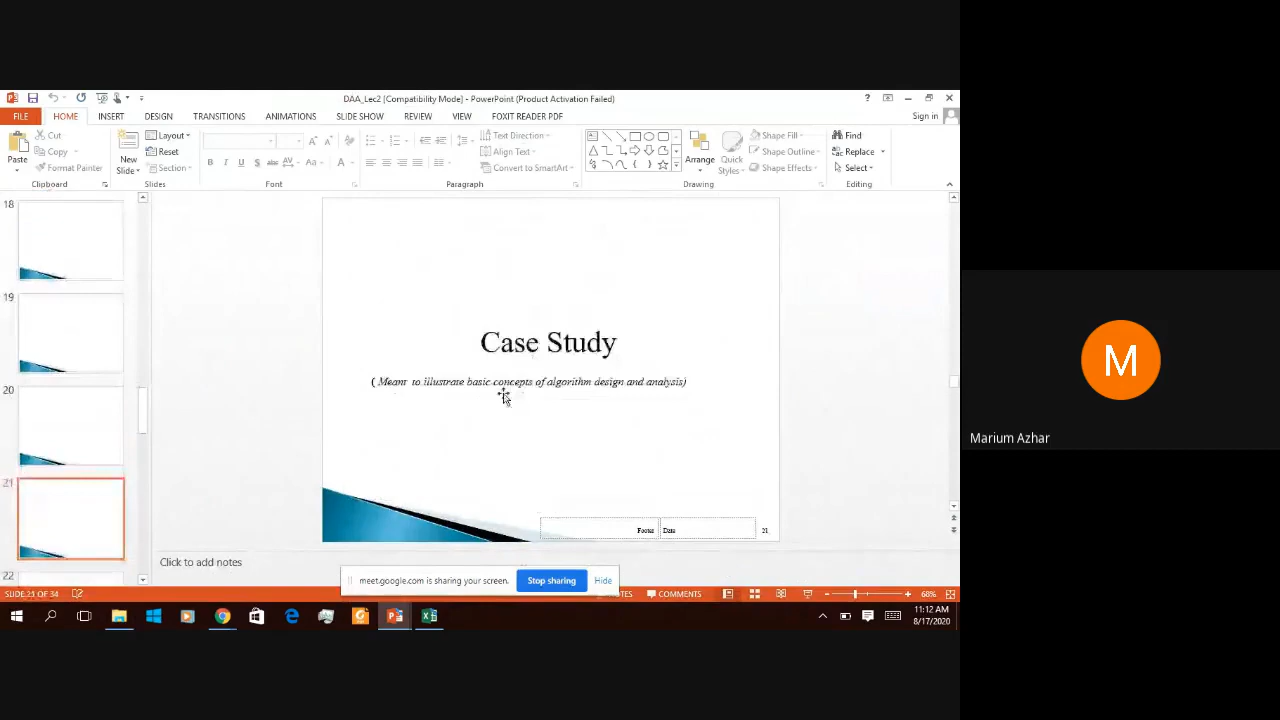 DAA_Lec2 [Compatibility Mode] - PowerPoint (Product Activation Failed)
FILE HOME INSERT DESIGN TRANSITIONS ANIMATIONS SLIDE SHOW REVIEW VIEW FOXIT READER PDF Sign in
Paste
Cut
Copy
Format Painter
Clipboard
New Slide
Layout
Reset
Section
Slides
Font
Text Direction
Align Text
Convert to SmartArt
Paragraph
Arrange
Quick Styles
Shape Fill
Shape Outline
Shape Effects
Drawing
Find
Replace
Select
Editing
18
19
20
21
22
Case Study
( Meant to illustrate basic concepts of algorithm design and analysis)
Footer Date 21
Click to add notes
meet.google.com is sharing your screen. Stop sharing Hide
SLIDE 21 OF 34 NOTES COMMENTS 68%
11:12 AM
8/17/2020
M
Marium Azhar